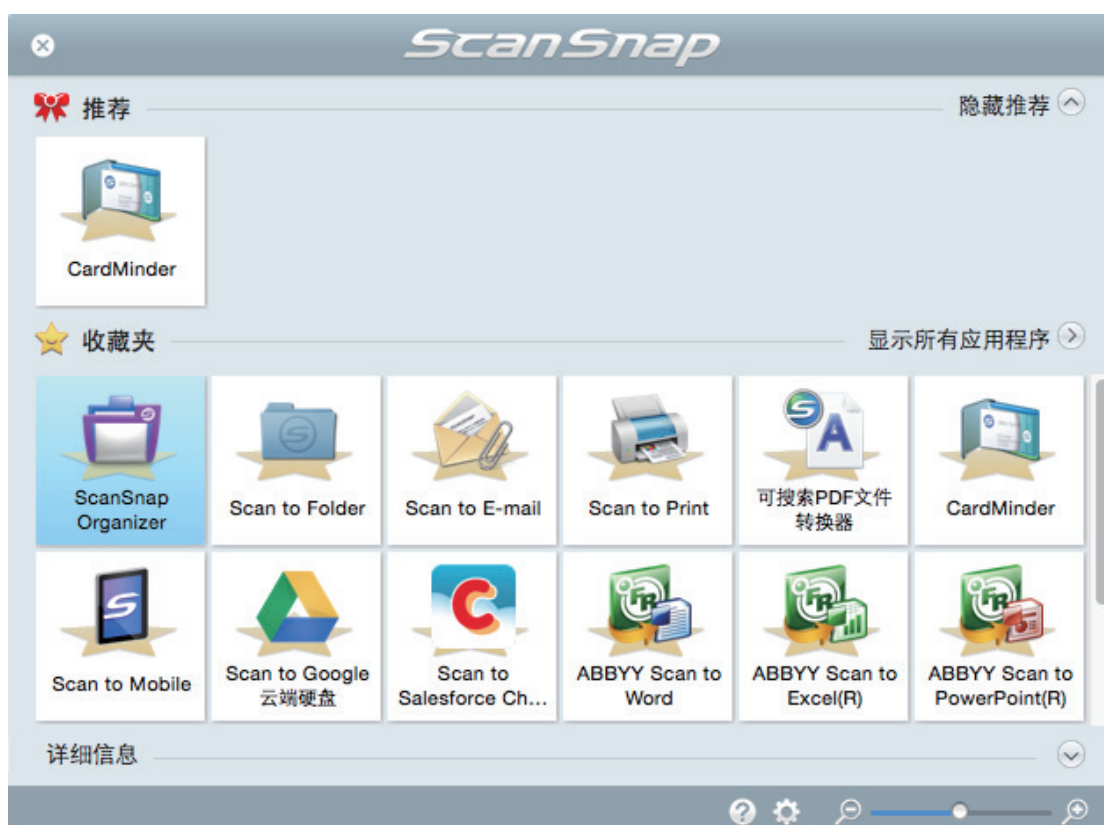 ScanSnap
推荐
隐藏推荐
CardMinder
收藏夹
显示所有应用程序
ScanSnap
Organizer
Scan to Folder
Scan to E-mail
Scan to Print
可搜索PDF文件
转换器
CardMinder
Scan to Mobile
Scan to Google
云端硬盘
Scan to
Salesforce Ch...
ABBYY Scan to
Word
ABBYY Scan to
Excel(R)
ABBYY Scan to
PowerPoint(R)
详细信息